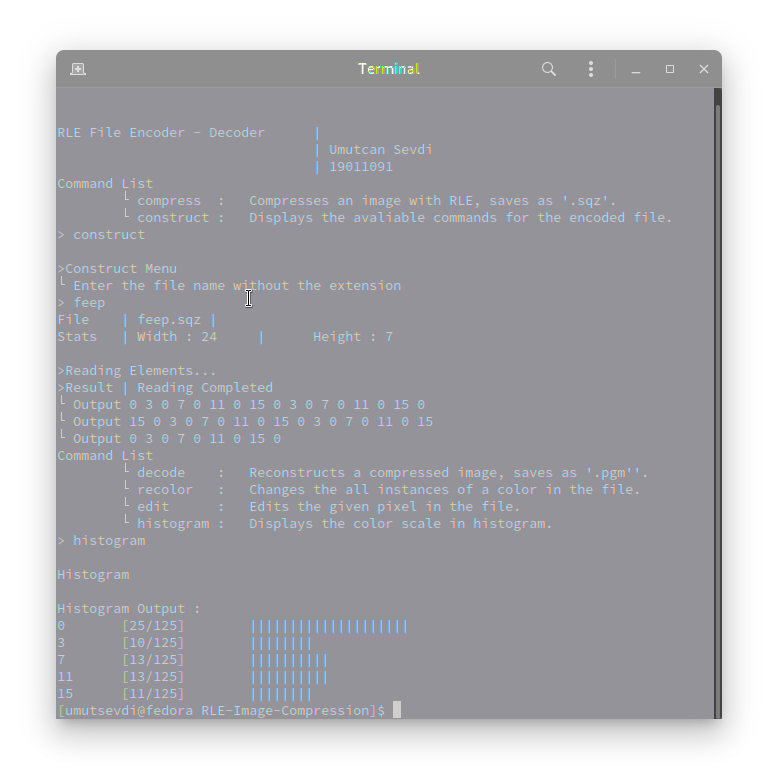 Terminal
RLE File Encoder - Decoder |
| Umutcan Sevdi
| 19011091
Command List
└ compress : Compresses an image with RLE, saves as '.sqz'.
└ construct : Displays the avaliable commands for the encoded file.
> construct
>Construct Menu
└ Enter the file name without the extension
> feep
File | feep.sqz |
Stats | Width : 24 | Height : 7
>Reading Elements...
>Result | Reading Completed
└ Output 0 3 0 7 0 11 0 15 0 3 0 7 0 11 0 15 0
└ Output 15 0 3 0 7 0 11 0 15 0 3 0 7 0 11 0 15
└ Output 0 3 0 7 0 11 0 15 0
Command List
└ decode : Reconstructs a compressed image, saves as '.pgm''.
└ recolor : Changes the all instances of a color in the file.
└ edit : Edits the given pixel in the file.
└ histogram : Displays the color scale in histogram.
> histogram
Histogram
Histogram Output :
0 [25/125] ||||||||||||||||||||
3 [10/125] ||||||||
7 [13/125] ||||||||||
11 [13/125] ||||||||||
15 [11/125] ||||||||
[umutsevdi@fedora RLE-Image-Compression]$